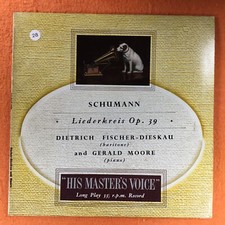 SCHUMANN
Liederkreis Op. 39
DIETRICH FISCHER-DIESKAU
(baritone)
and GERALD MOORE
(piano)
"HIS MASTER'S VOICE"
Long Play 33⅓ r.p.m. Record